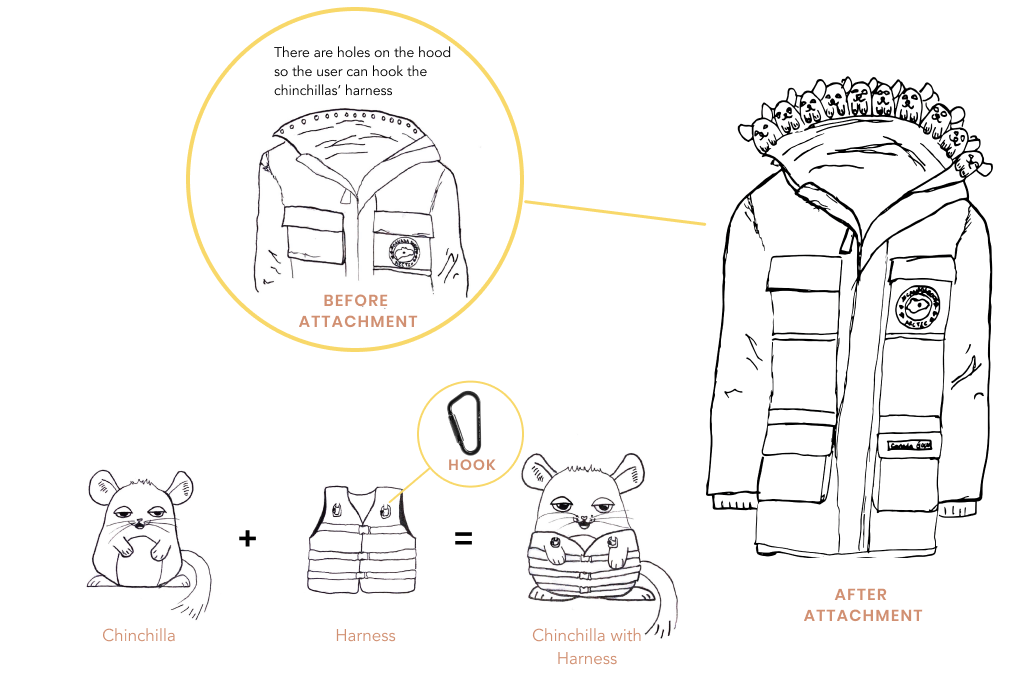 There are holes on the hood
so the user can hook the
chinchillas' harness
BEFORE
ATTACHMENT
HOOK
Chinchilla
+
Harness
=
Chinchilla with
Harness
AFTER
ATTACHMENT